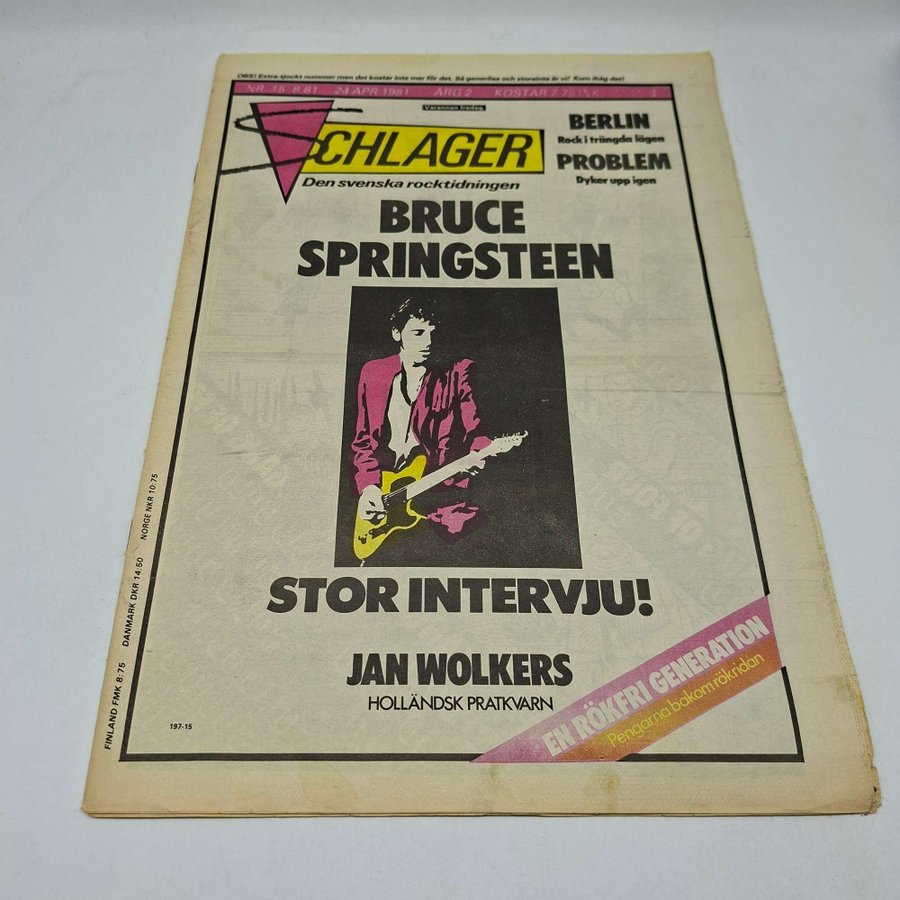 OBS! Extra tjockt nummer men det kostar inte mer för det. Så generösa och storsinta är vi! Kom ihåg det!
NR. 15 8.81 24 APR 1981 ÅRG 2 KOSTAR 7.75 INK.
Varannan fredag.
SCHLAGER
Den svenska rocktidningen
BERLIN
Rock i trängda lägen
PROBLEM
Dyker upp igen
BRUCE
SPRINGSTEEN
STOR INTERVJU!
JAN WOLKERS
HOLLÄNDSK PRATKVARN
EN RÖKFRI GENERATION
Pengarna bakom rökridån
197-15
FINLAND FMK 8:75 DANMARK DKR 14:50 NORGE NKR 10:75